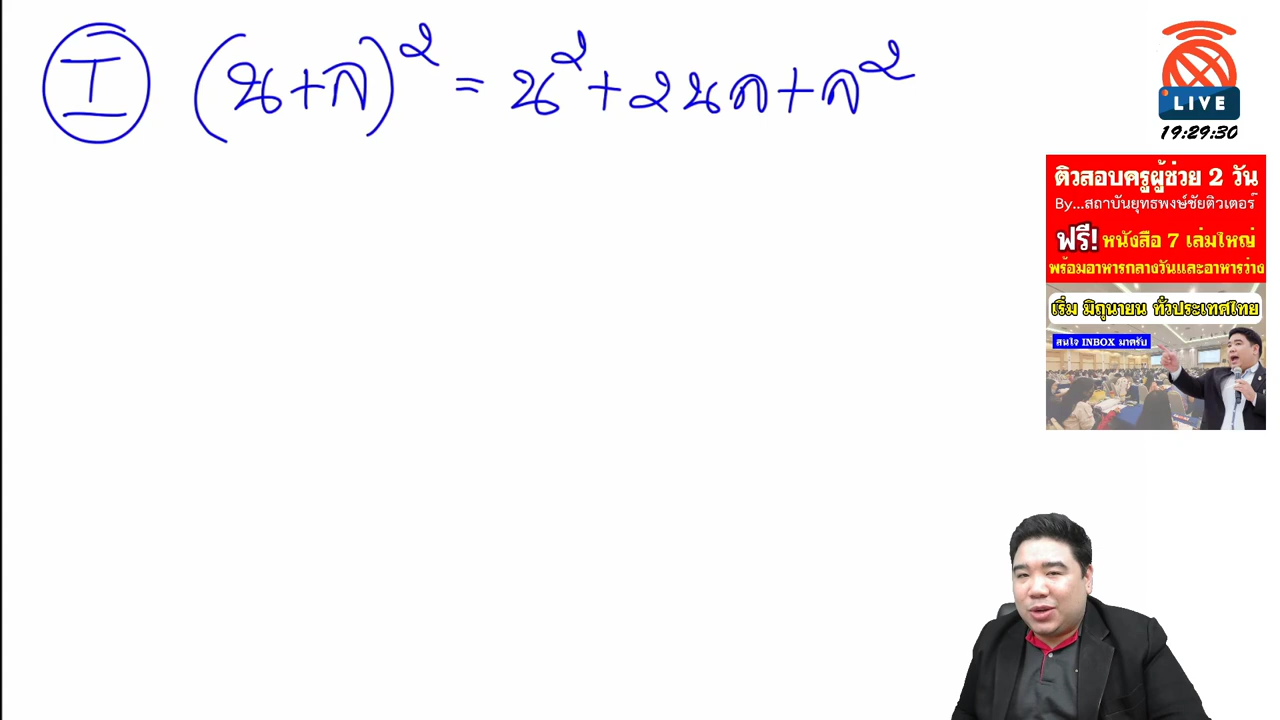 I (น+ล)² = น²+2นล+ล²
LIVE
19:29:30
ติวสอบครูผู้ช่วย 2 วัน
By...สถาบันยุทธพงษ์ชัยติวเตอร์
ฟรี! หนังสือ 7 เล่มใหญ่
พร้อมอาหารกลางวันและอาหารว่าง
เริ่ม มิถุนายน ทั่วประเทศไทย
สนใจ INBOX มาครับ